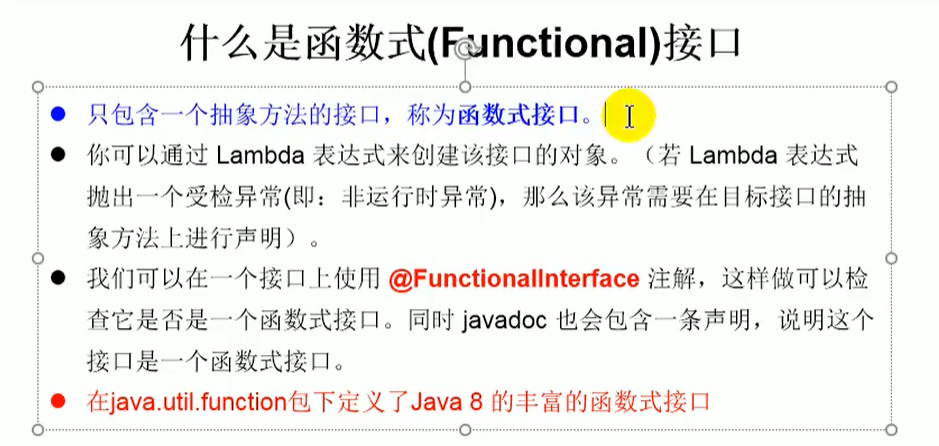 什么是函数式(Functional)接口
只包含一个抽象方法的接口，称为函数式接口。
你可以通过 Lambda 表达式来创建该接口的对象。（若 Lambda 表达式
抛出一个受检异常(即：非运行时异常)，那么该异常需要在目标接口的抽
象方法上进行声明）。
我们可以在一个接口上使用 @FunctionalInterface 注解，这样做可以检
查它是否是一个函数式接口。同时 javadoc 也会包含一条声明，说明这个
接口是一个函数式接口。
在java.util.function包下定义了Java 8 的丰富的函数式接口